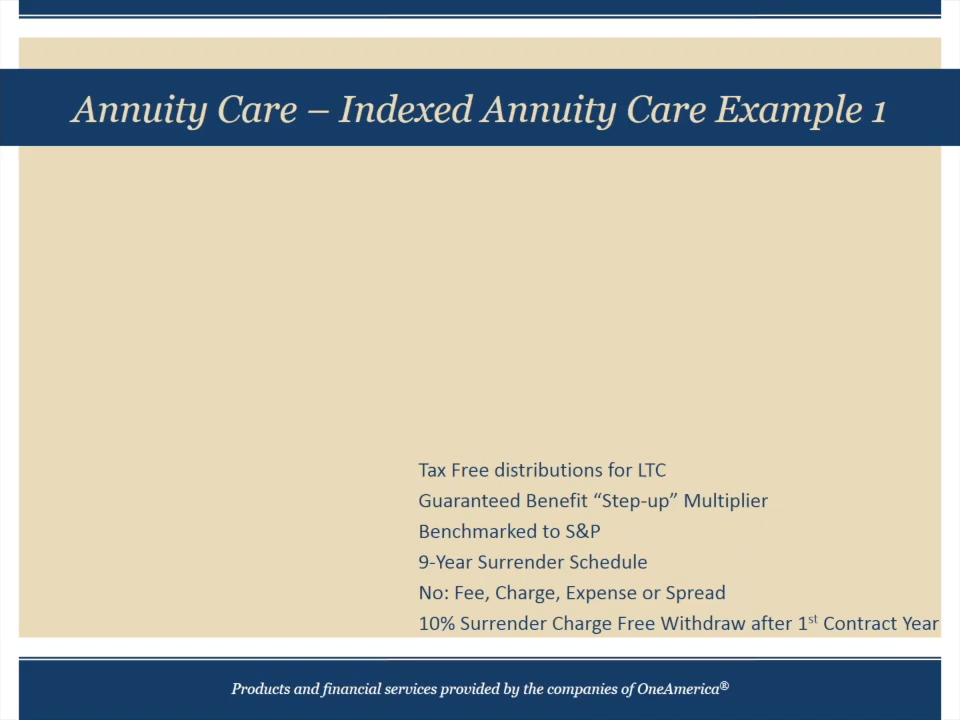 Annuity Care – Indexed Annuity Care Example 1
Tax Free distributions for LTC
Guaranteed Benefit “Step-up” Multiplier
Benchmarked to S&P
9-Year Surrender Schedule
No: Fee, Charge, Expense or Spread
10% Surrender Charge Free Withdraw after 1st Contract Year
Products and financial services provided by the companies of OneAmerica®